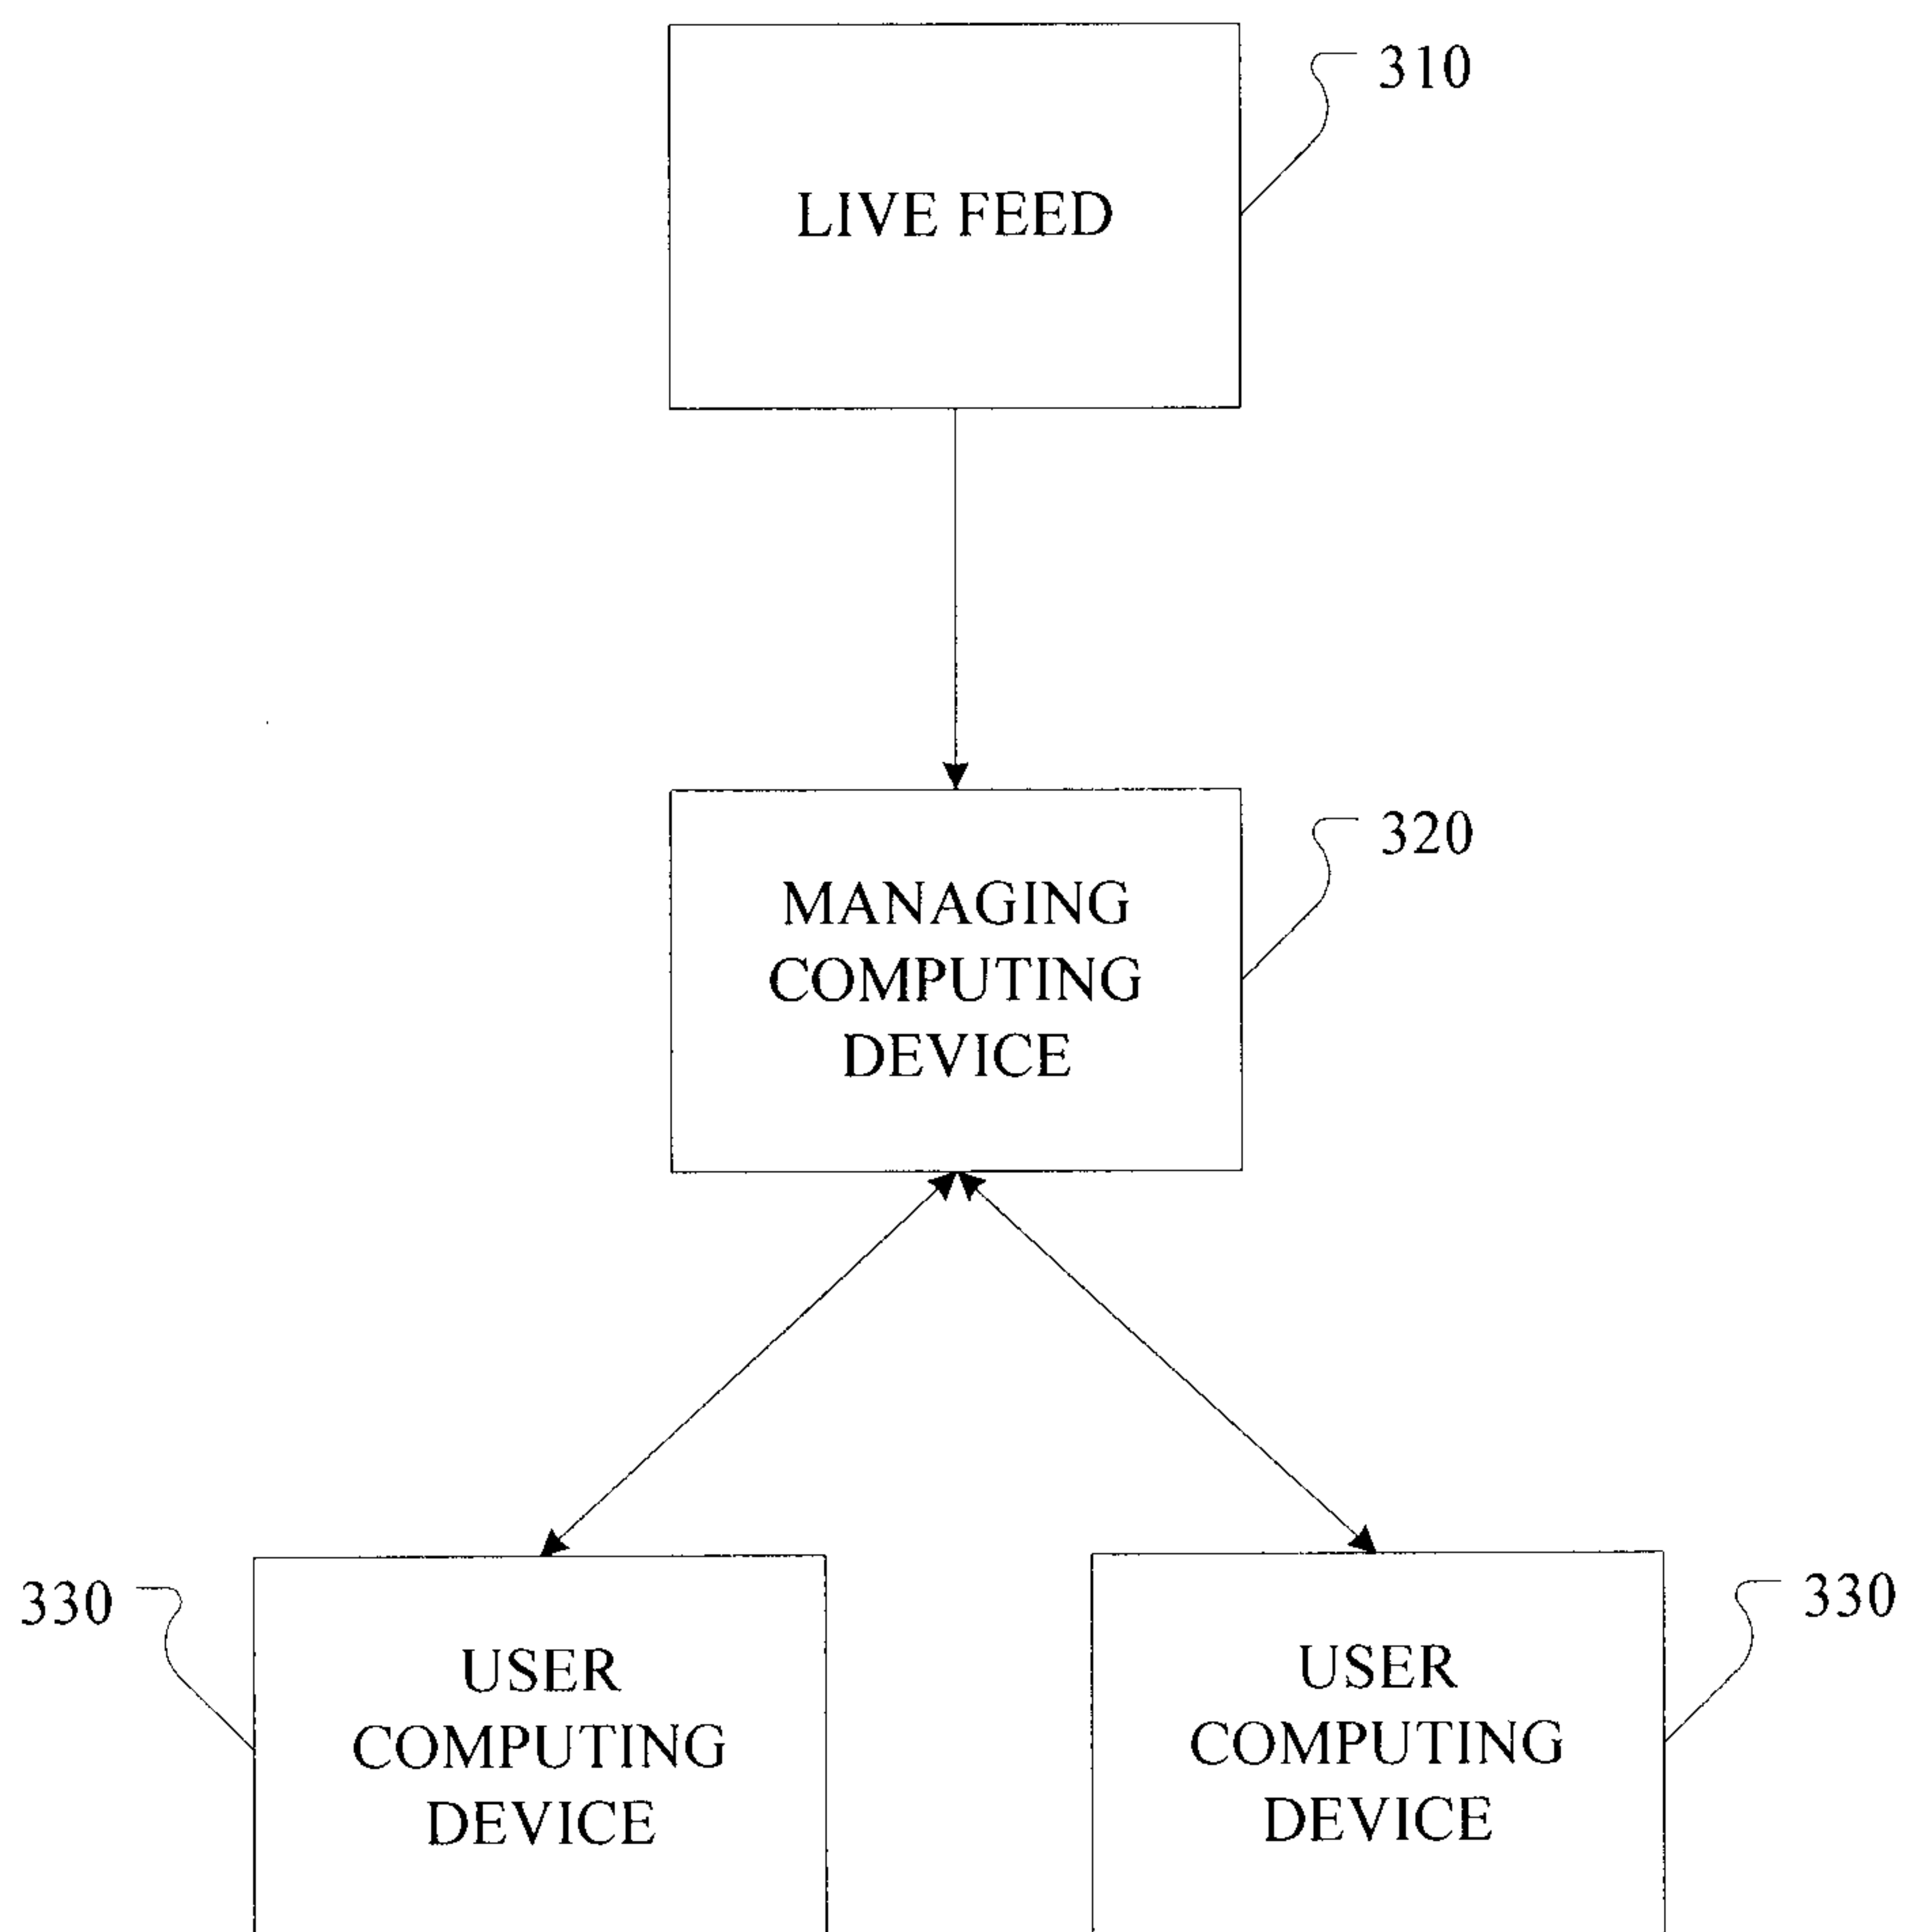 310
LIVE FEED
320
MANAGING
COMPUTING
DEVICE
330
USER
COMPUTING
DEVICE
330
USER
COMPUTING
DEVICE